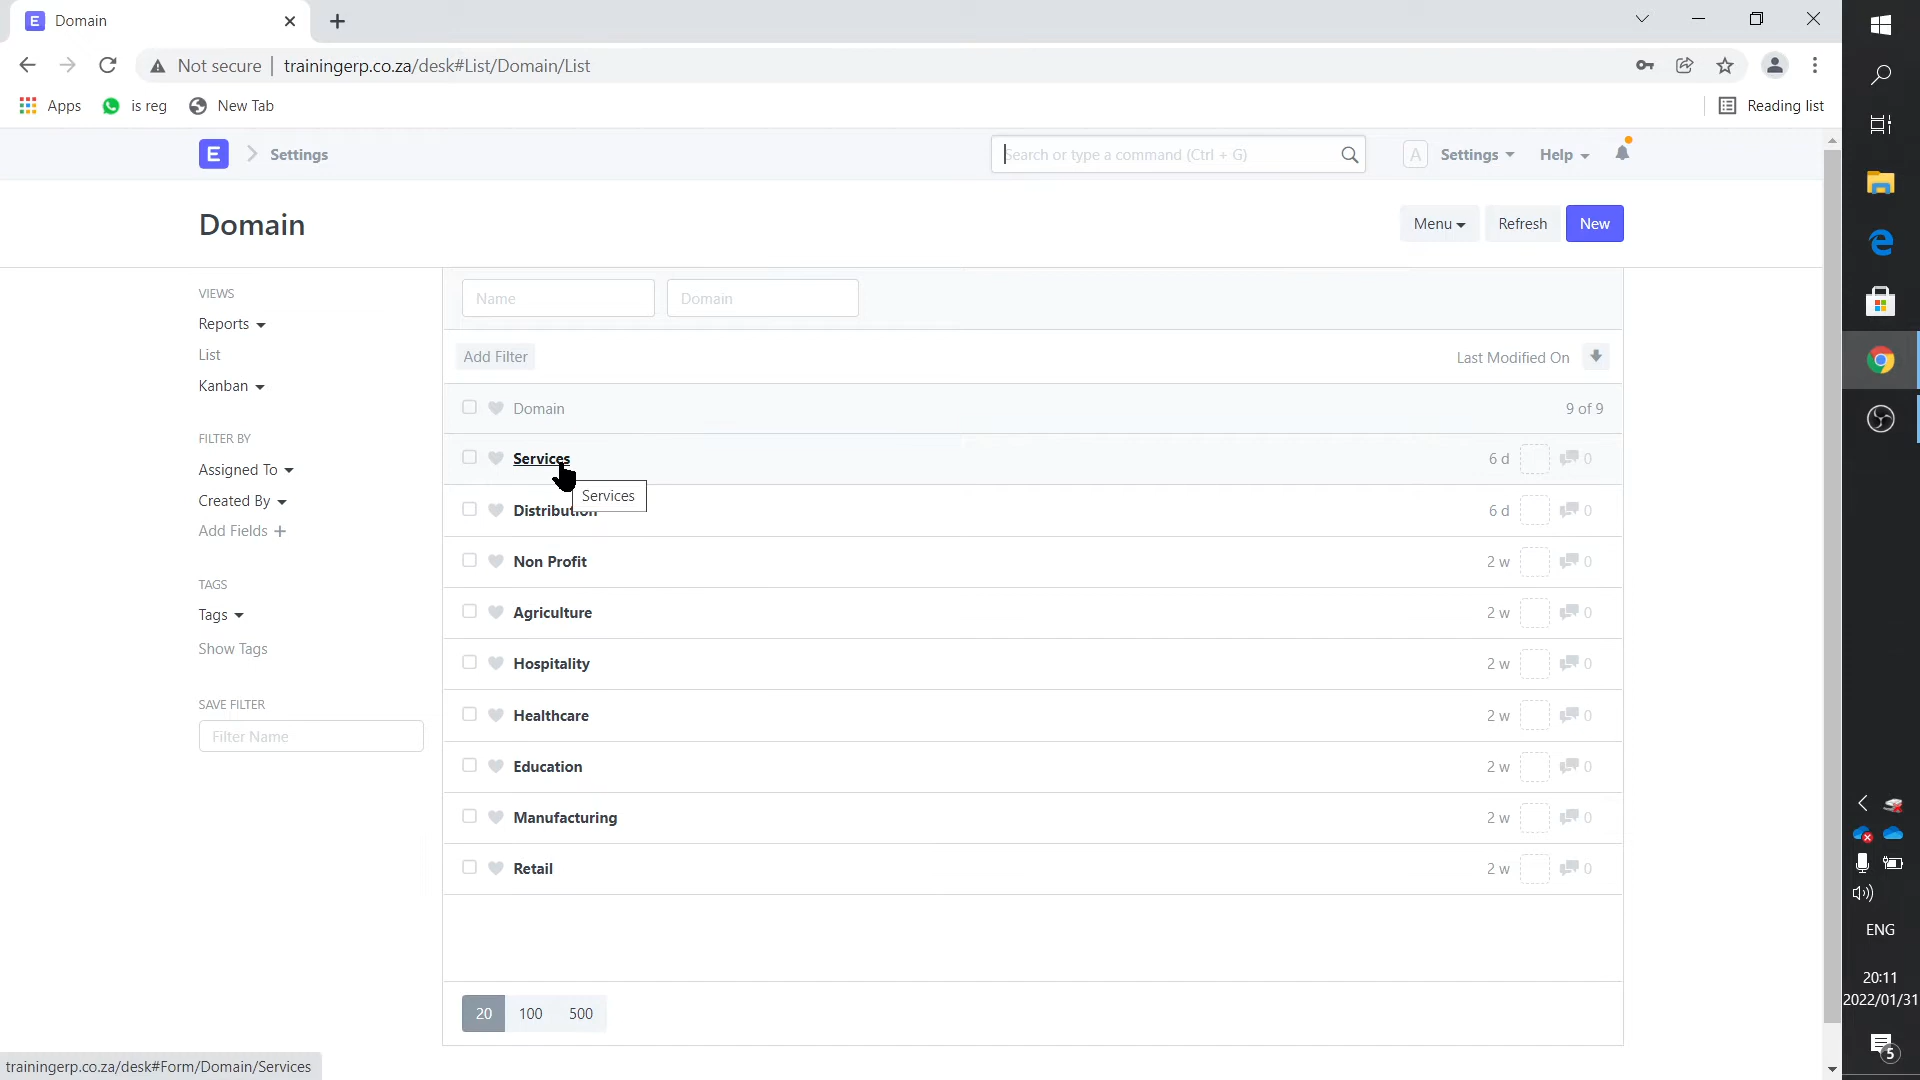 Domain
Not secure
trainingerp.co.za/desk#List/Domain/List
Apps
is reg
New Tab
Reading list
E
Settings
Search or type a command (Ctrl + G)
A
Settings
Help
Domain
Menu
Refresh
New
VIEWS
Reports
List
Kanban
FILTER BY
Assigned To
Created By
Add Fields +
TAGS
Tags
Show Tags
SAVE FILTER
Filter Name
Name
Domain
Add Filter
Last Modified On
Domain
9 of 9
Services
6 d
0
Services
Distribution
6 d
0
Non Profit
2 w
0
Agriculture
2 w
0
Hospitality
2 w
0
Healthcare
2 w
0
Education
2 w
0
Manufacturing
2 w
0
Retail
2 w
0
20
100
500
trainingerp.co.za/desk#Form/Domain/Services
ENG
20:11
2022/01/31
5